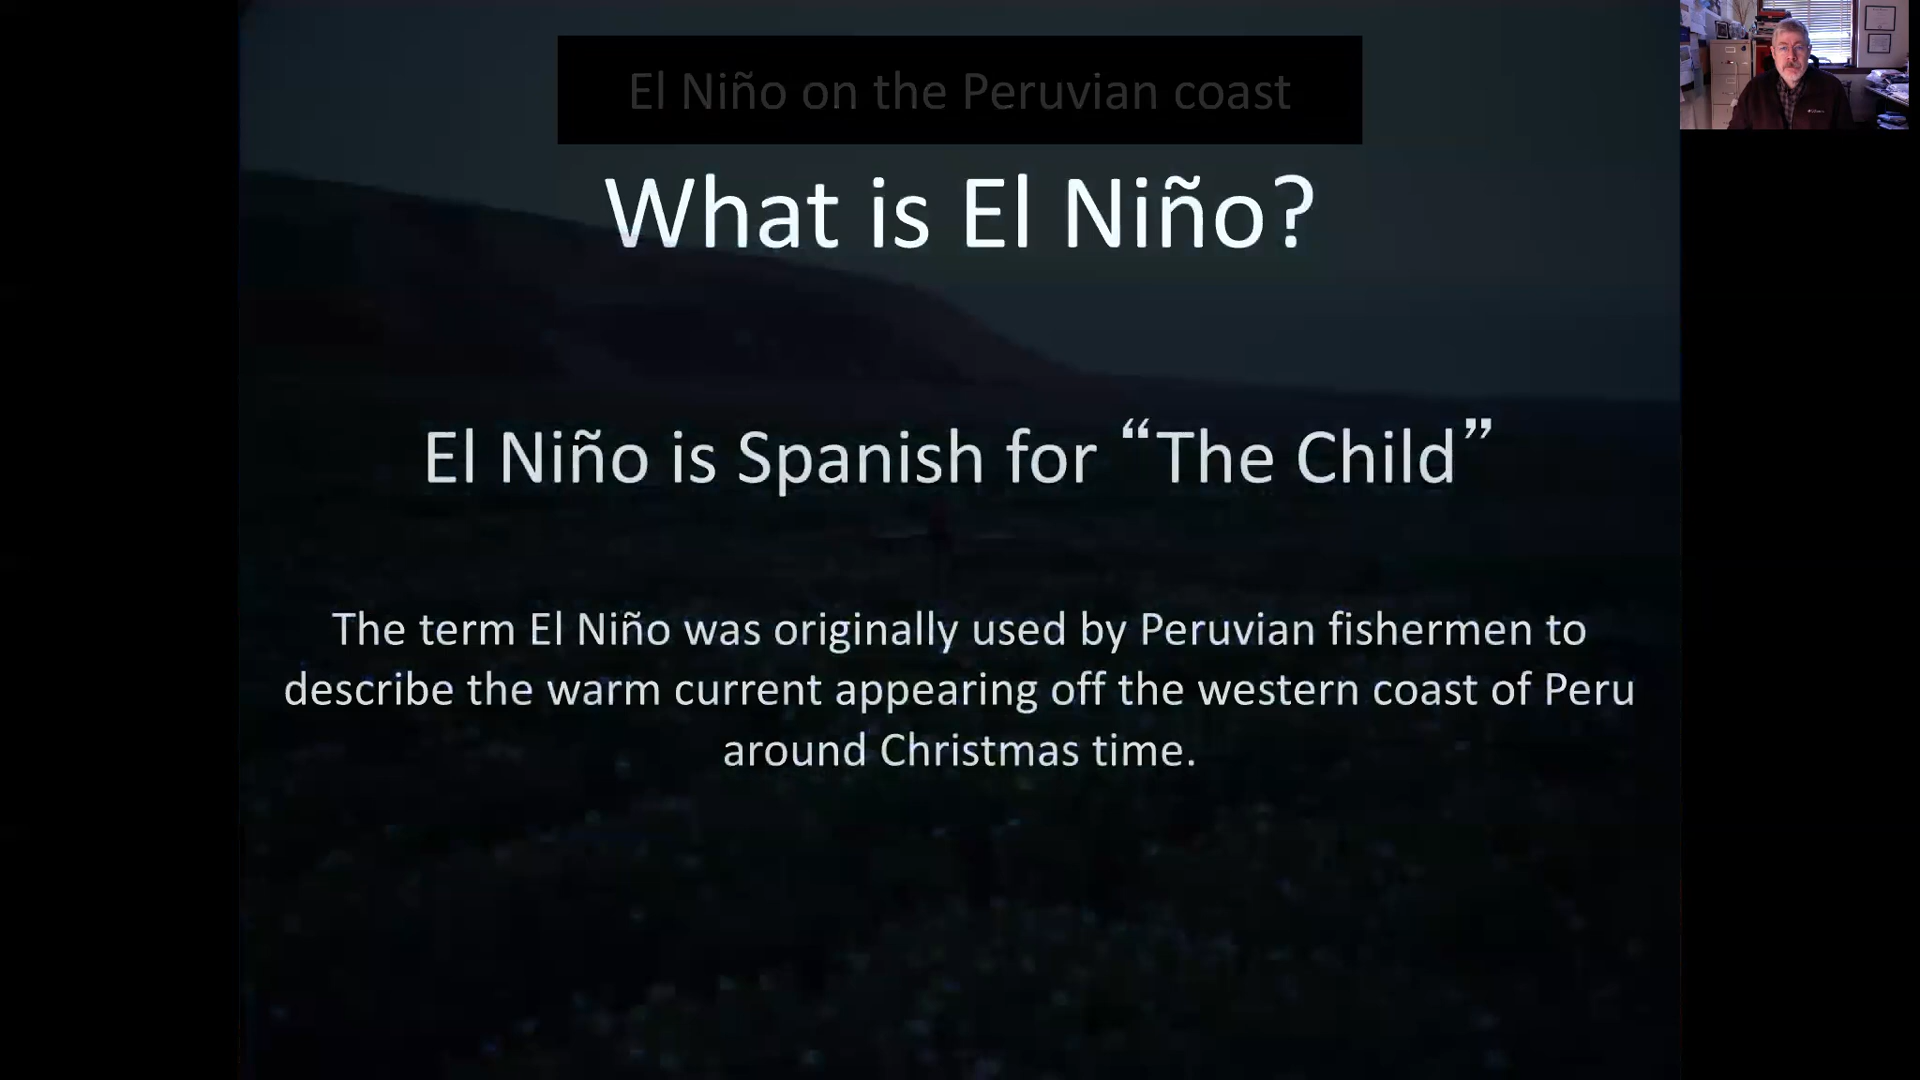 El Niño on the Peruvian coast
What is El Niño?
El Niño is Spanish for “The Child”
The term El Niño was originally used by Peruvian fishermen to
describe the warm current appearing off the western coast of Peru
around Christmas time.